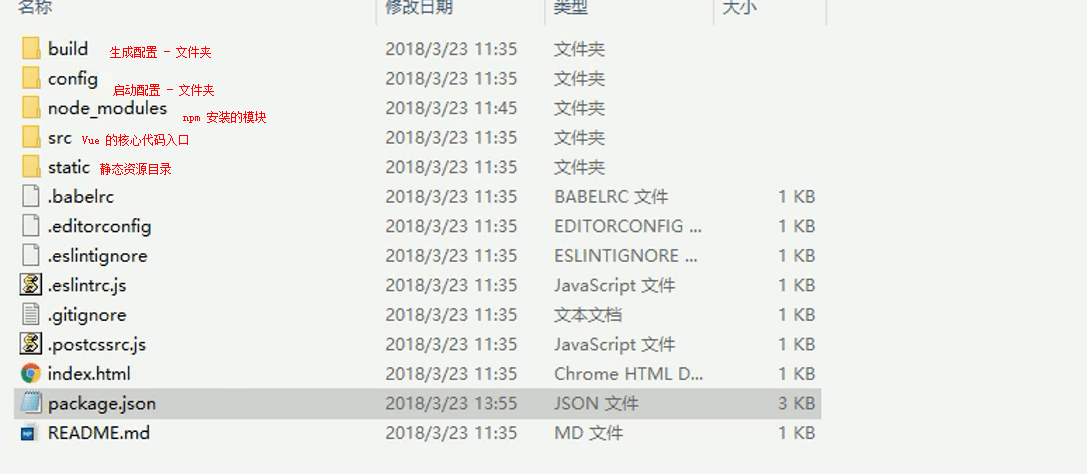 名称 修改日期 类型 大小
build 生成配置 - 文件夹 2018/3/23 11:35 文件夹
config 启动配置 - 文件夹 2018/3/23 11:35 文件夹
node_modules npm 安装的模块 2018/3/23 11:45 文件夹
src Vue 的核心代码入口 2018/3/23 11:35 文件夹
static 静态资源目录 2018/3/23 11:35 文件夹
.babelrc 2018/3/23 11:35 BABELRC 文件 1 KB
.editorconfig 2018/3/23 11:35 EDITORCONFIG ... 1 KB
.eslintignore 2018/3/23 11:35 ESLINTIGNORE ... 1 KB
.eslintrc.js 2018/3/23 11:35 JavaScript 文件 1 KB
.gitignore 2018/3/23 11:35 文本文档 1 KB
.postcssrc.js 2018/3/23 11:35 JavaScript 文件 1 KB
index.html 2018/3/23 11:35 Chrome HTML D... 1 KB
package.json 2018/3/23 13:55 JSON 文件 3 KB
README.md 2018/3/23 11:35 MD 文件 1 KB